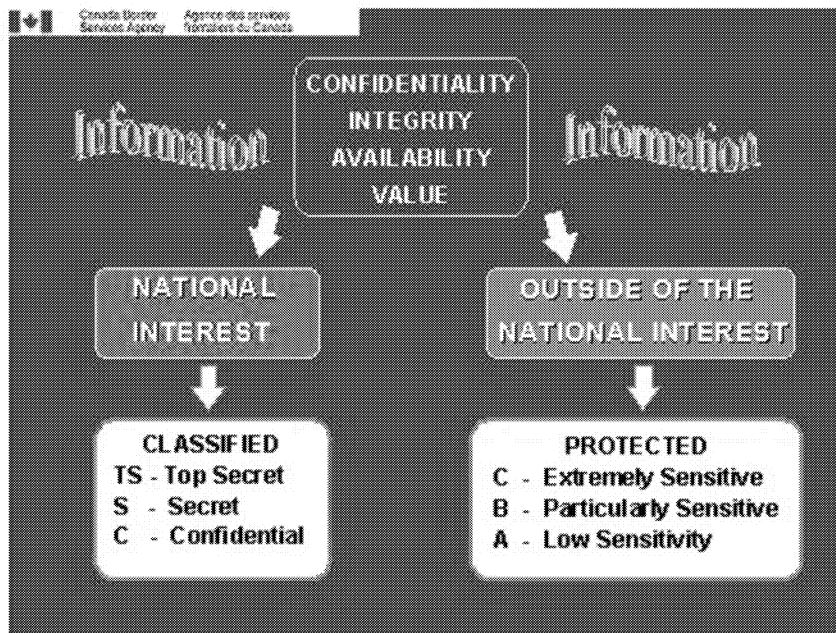 Canada Border
Services Agency
Agence des services
frontaliers du Canada
CONFIDENTIALITY
INTEGRITY
AVAILABILITY
VALUE
Information
Information
NATIONAL
INTEREST
OUTSIDE OF THE
NATIONAL INTEREST
CLASSIFIED
TS - Top Secret
S - Secret
C - Confidential
PROTECTED
C - Extremely Sensitive
B - Particularly Sensitive
A - Low Sensitivity